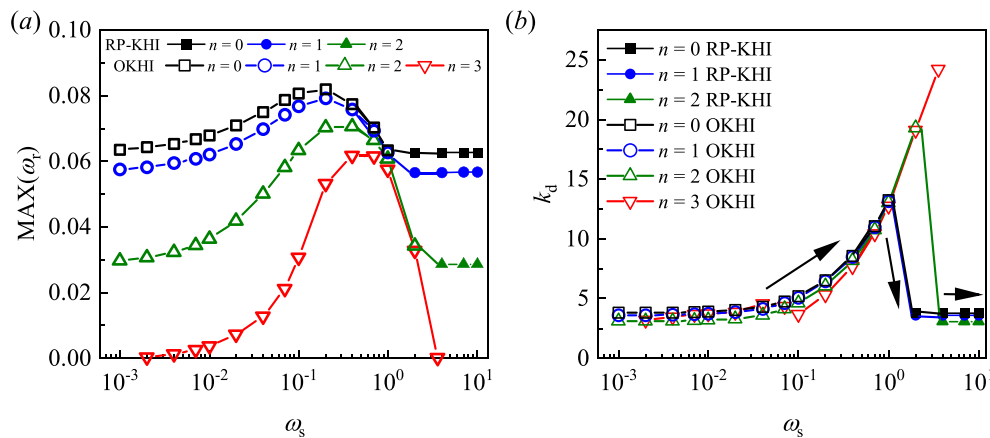 (a)
RP-KHI n = 0 n = 1 n = 2
OKHI n = 0 n = 1 n = 2 n = 3
MAX(ωr)
0.10
0.08
0.06
0.04
0.02
0.00
10⁻³ 10⁻² 10⁻¹ 10⁰ 10¹
ωs
(b)
n = 0 RP-KHI
n = 1 RP-KHI
n = 2 RP-KHI
n = 0 OKHI
n = 1 OKHI
n = 2 OKHI
n = 3 OKHI
kd
25
20
15
10
5
0
10⁻³ 10⁻² 10⁻¹ 10⁰ 10¹
ωs